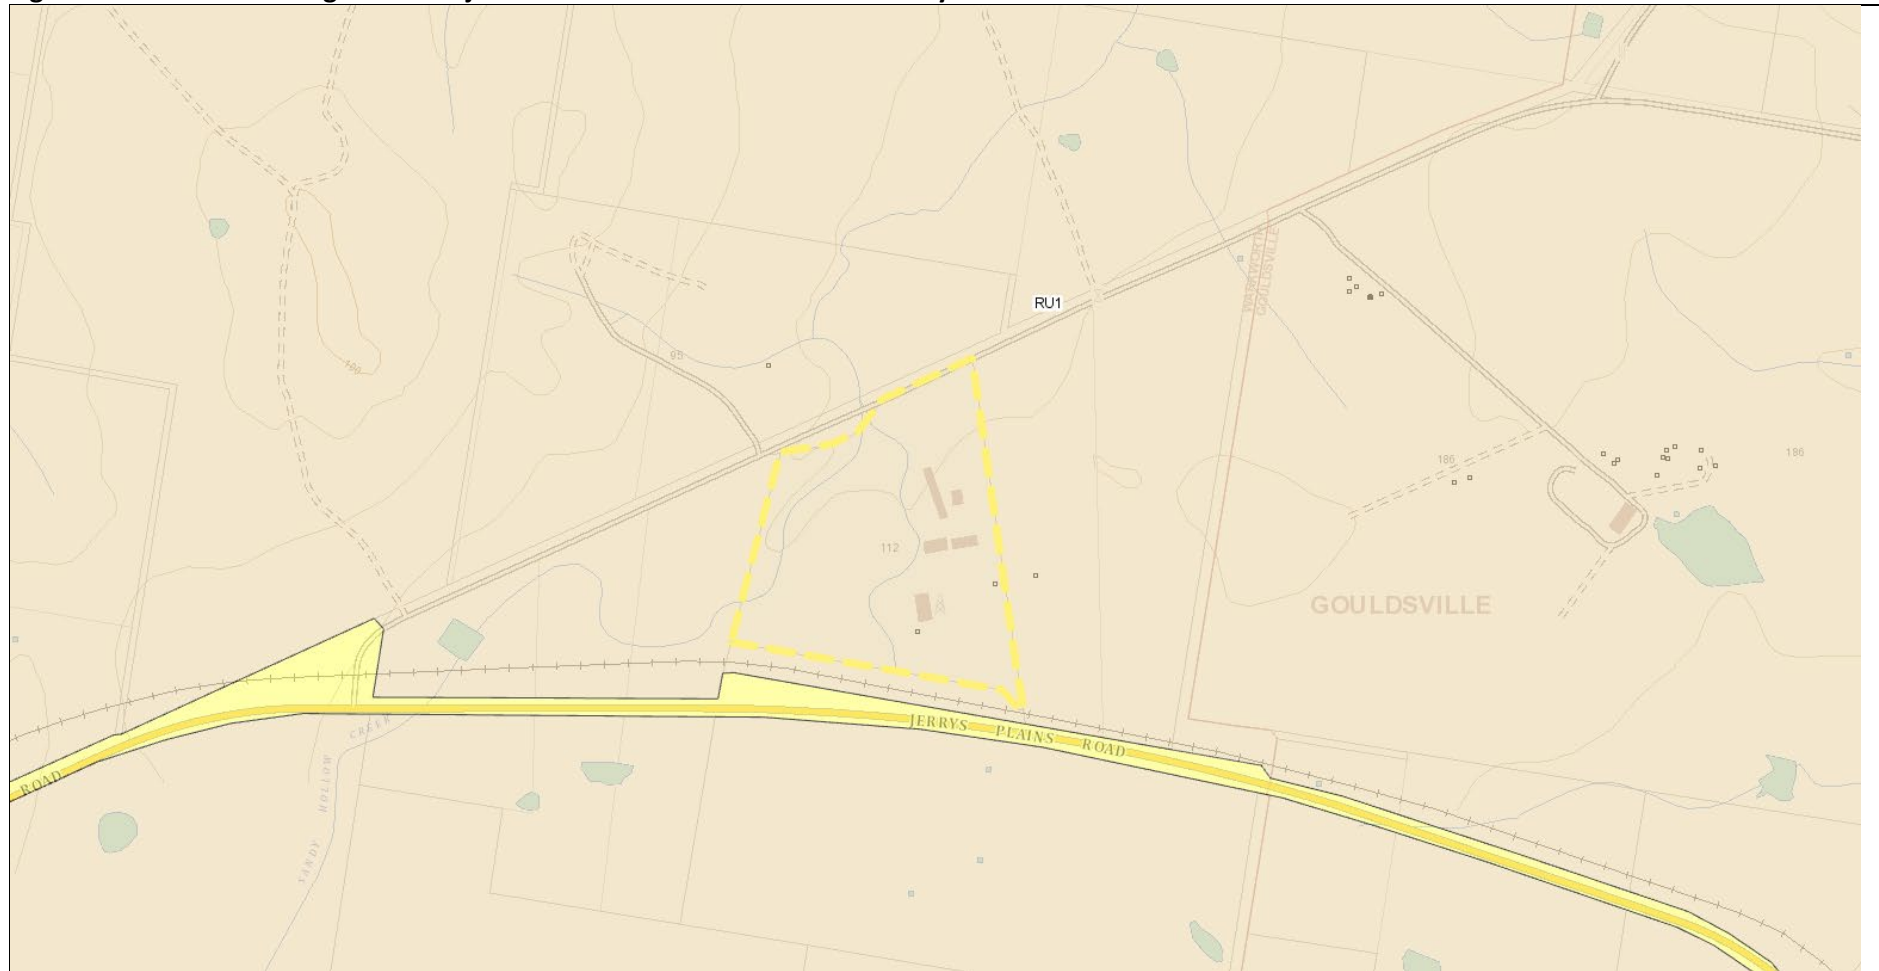 RU1
WARKWORTH
GOULDSVILLE
95
100
112
186
186
GOULDSVILLE
JERRYS PLAINS ROAD
ROAD
SANDY HOLLOW CREEK